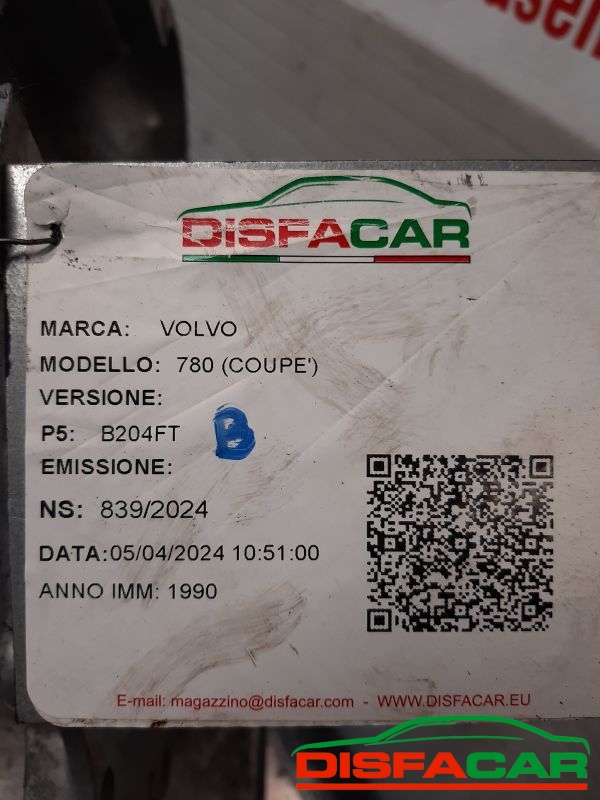 DISFACAR
MARCA: VOLVO
MODELLO: 780 (COUPE')
VERSIONE:
P5: B204FT B
EMISSIONE:
NS: 839/2024
DATA:05/04/2024 10:51:00
ANNO IMM: 1990
E-mail: magazzino@disfacar.com - WWW.DISFACAR.EU
DISFACAR